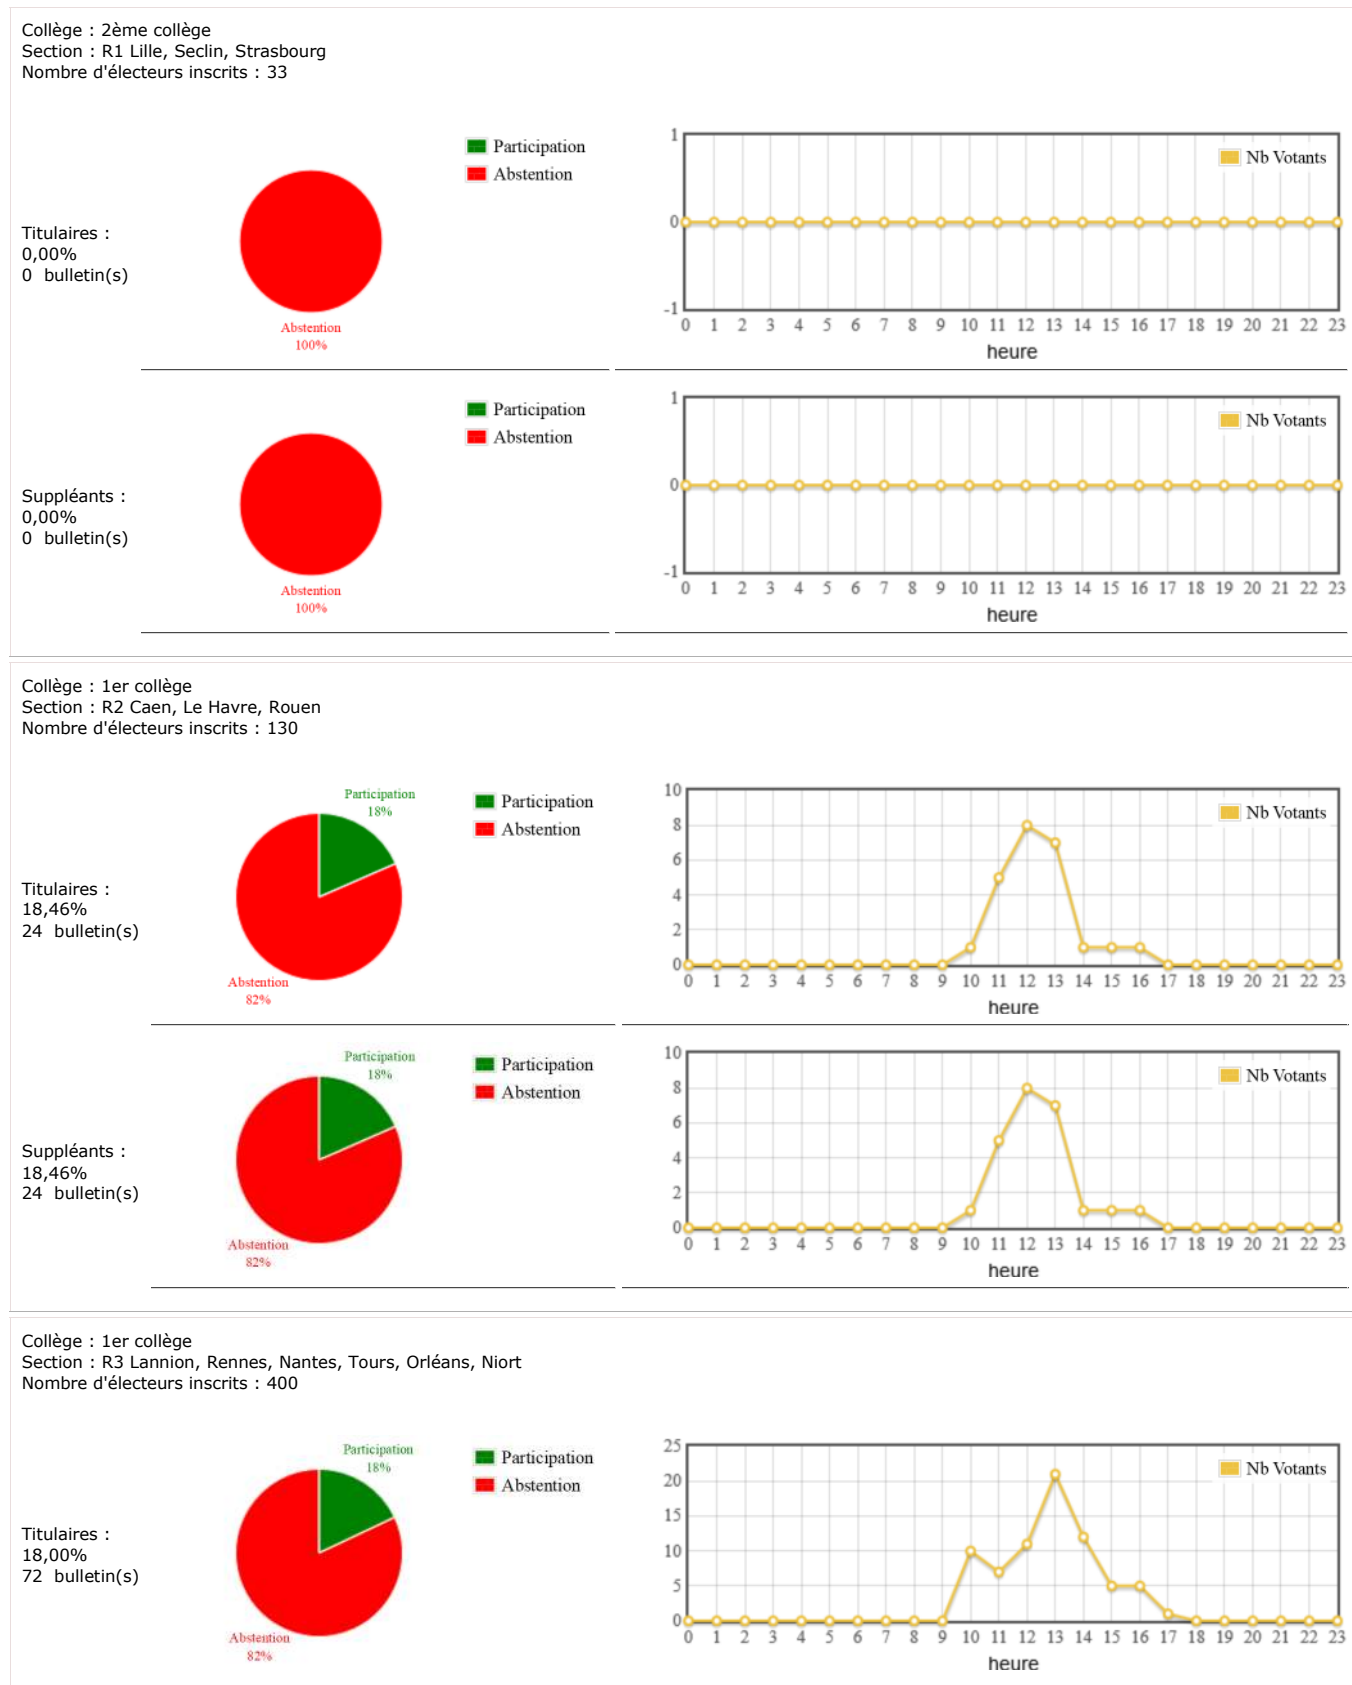 Collège : 2ème collège
Section : R1 Lille, Seclin, Strasbourg
Nombre d'électeurs inscrits : 33
Titulaires :
0,00%
0 bulletin(s)
Abstention
100%
Participation
Abstention
1
0
-1
Nb Votants
0 1 2 3 4 5 6 7 8 9 10 11 12 13 14 15 16 17 18 19 20 21 22 23
heure
Suppléants :
0,00%
0 bulletin(s)
Abstention
100%
Participation
Abstention
1
0
-1
Nb Votants
0 1 2 3 4 5 6 7 8 9 10 11 12 13 14 15 16 17 18 19 20 21 22 23
heure
Collège : 1er collège
Section : R2 Caen, Le Havre, Rouen
Nombre d'électeurs inscrits : 130
Titulaires :
18,46%
24 bulletin(s)
Participation
18%
Abstention
82%
Participation
Abstention
10
8
6
4
2
0
Nb Votants
0 1 2 3 4 5 6 7 8 9 10 11 12 13 14 15 16 17 18 19 20 21 22 23
heure
Suppléants :
18,46%
24 bulletin(s)
Participation
18%
Abstention
82%
Participation
Abstention
10
8
6
4
2
0
Nb Votants
0 1 2 3 4 5 6 7 8 9 10 11 12 13 14 15 16 17 18 19 20 21 22 23
heure
Collège : 1er collège
Section : R3 Lannion, Rennes, Nantes, Tours, Orléans, Niort
Nombre d'électeurs inscrits : 400
Titulaires :
18,00%
72 bulletin(s)
Participation
18%
Abstention
82%
Participation
Abstention
25
20
15
10
5
0
Nb Votants
0 1 2 3 4 5 6 7 8 9 10 11 12 13 14 15 16 17 18 19 20 21 22 23
heure